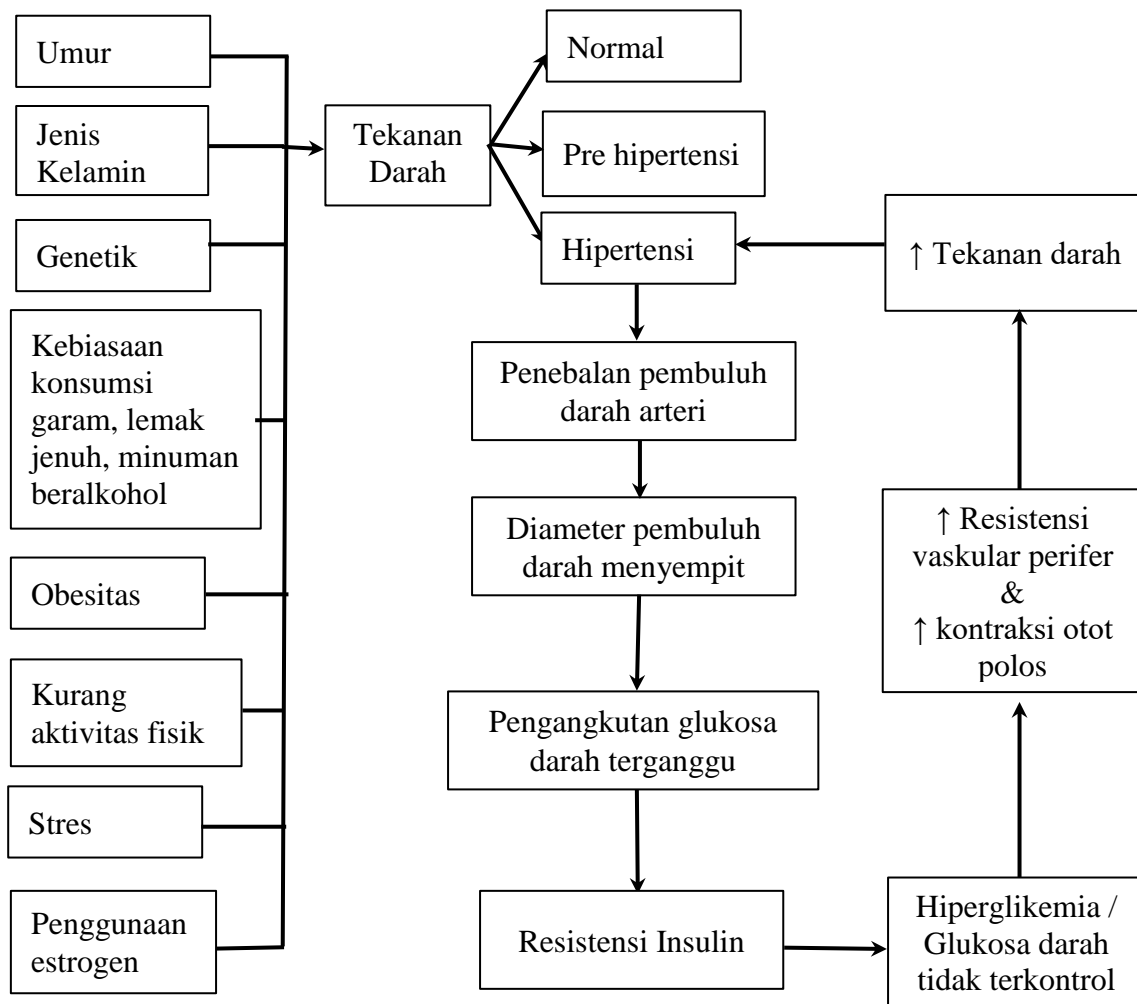 Umur
Jenis
Kelamin
Genetik
Kebiasaan
konsumsi
garam, lemak
jenuh, minuman
beralkohol
Obesitas
Kurang
aktivitas fisik
Stres
Penggunaan
estrogen
Tekanan
Darah
Normal
Pre hipertensi
Hipertensi
Penebalan pembuluh
darah arteri
Diameter pembuluh
darah menyempit
Pengangkutan glukosa
darah terganggu
Resistensi Insulin
Hiperglikemia /
Glukosa darah
tidak terkontrol
↑ Resistensi
vaskular perifer
&
↑ kontraksi otot
polos
↑ Tekanan darah